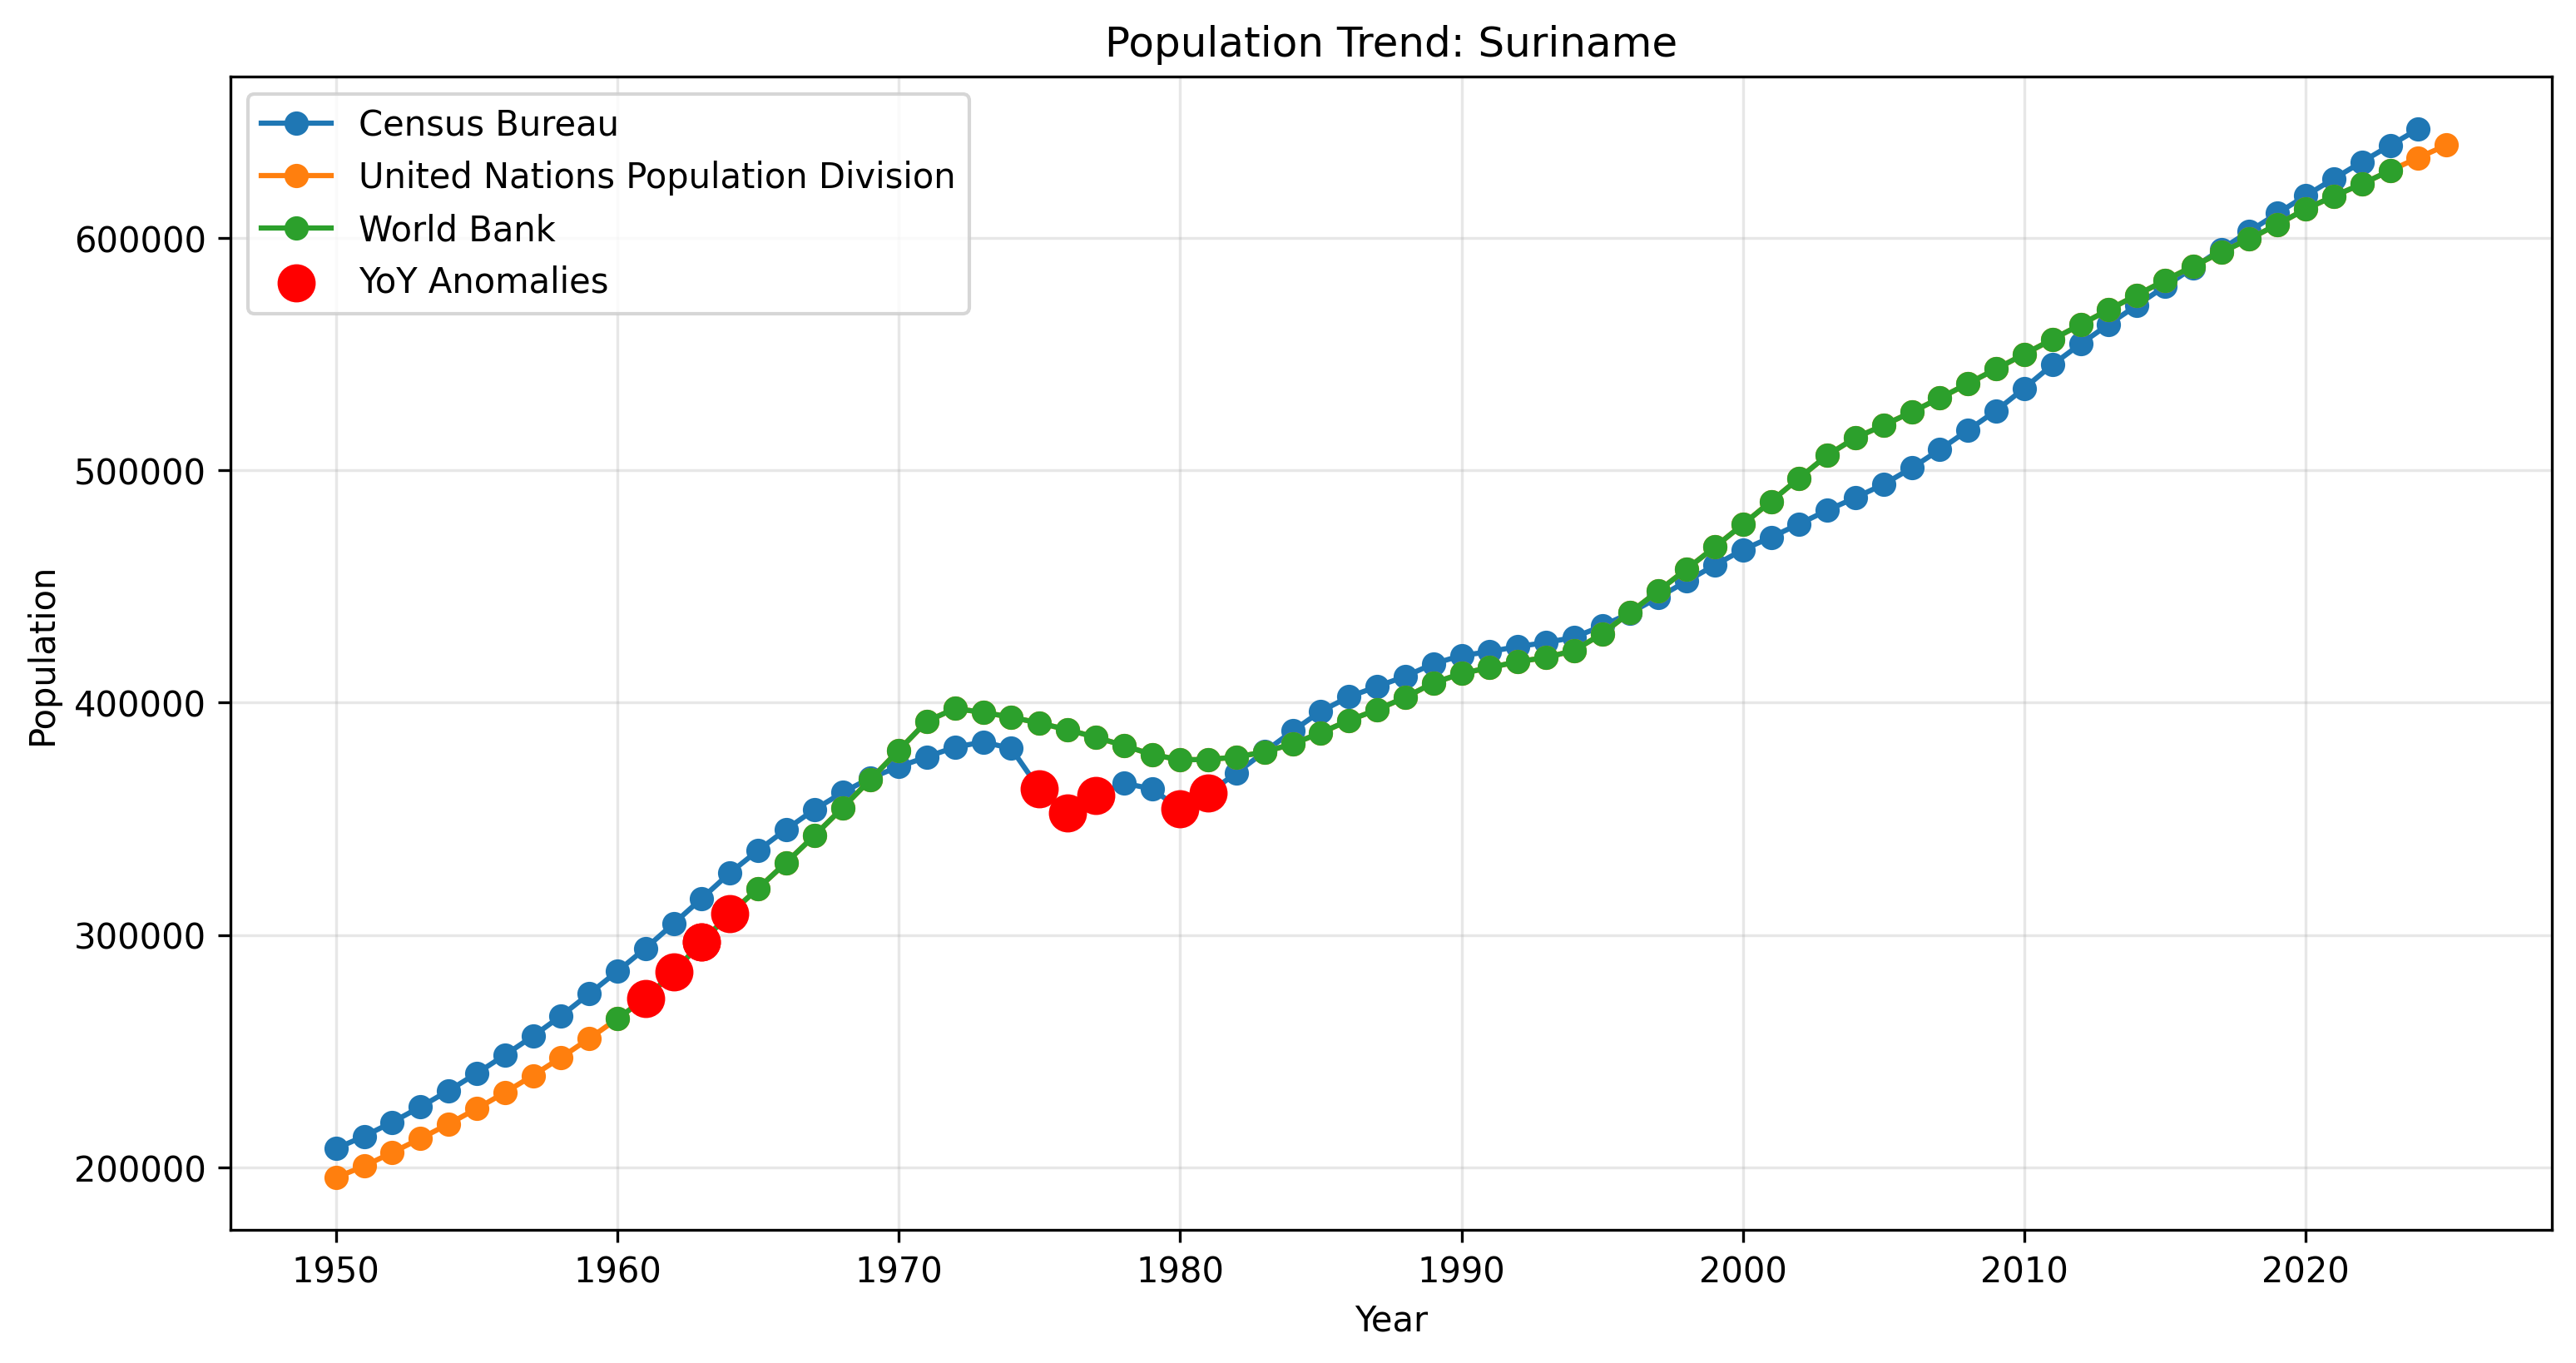 Population Trend: Suriname
Census Bureau
United Nations Population Division
World Bank
YoY Anomalies
Population
600000
500000
400000
300000
200000
1950 1960 1970 1980 1990 2000 2010 2020
Year